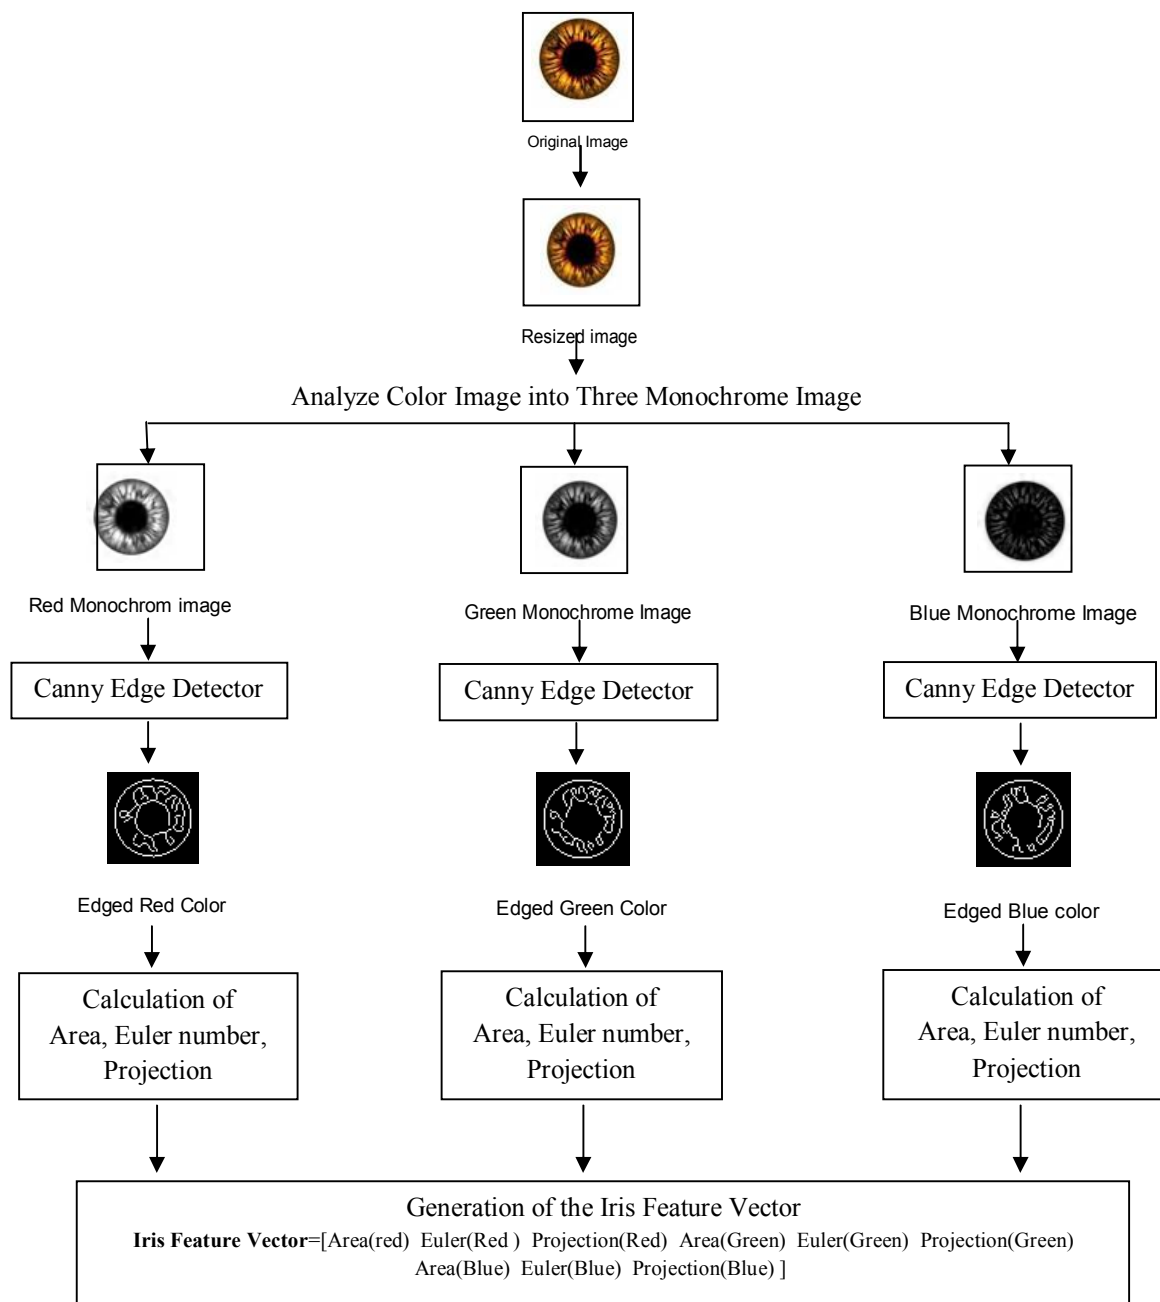 Original Image
Resized image
Analyze Color Image into Three Monochrome Image
Red Monochrom image
Green Monochrome Image
Blue Monochrome Image
Canny Edge Detector
Canny Edge Detector
Canny Edge Detector
Edged Red Color
Edged Green Color
Edged Blue color
Calculation of
Area, Euler number,
Projection
Calculation of
Area, Euler number,
Projection
Calculation of
Area, Euler number,
Projection
Generation of the Iris Feature Vector
Iris Feature Vector=[Area(red) Euler(Red ) Projection(Red) Area(Green) Euler(Green) Projection(Green)
Area(Blue) Euler(Blue) Projection(Blue) ]